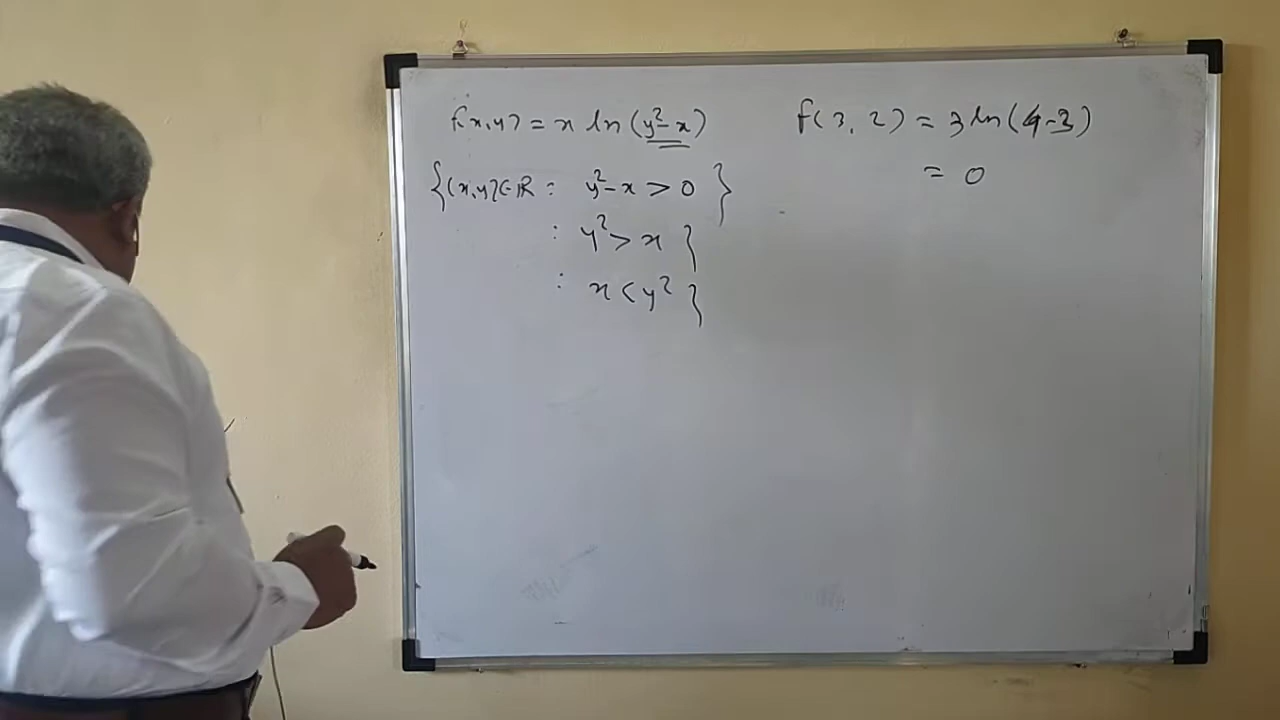 f(x,y) = x ln(y²-x)
{(x,y)∈ℝ : y²-x > 0 }
: y² > x }
: x < y² }
f(3, 2) = 3 ln(4-3)
= 0